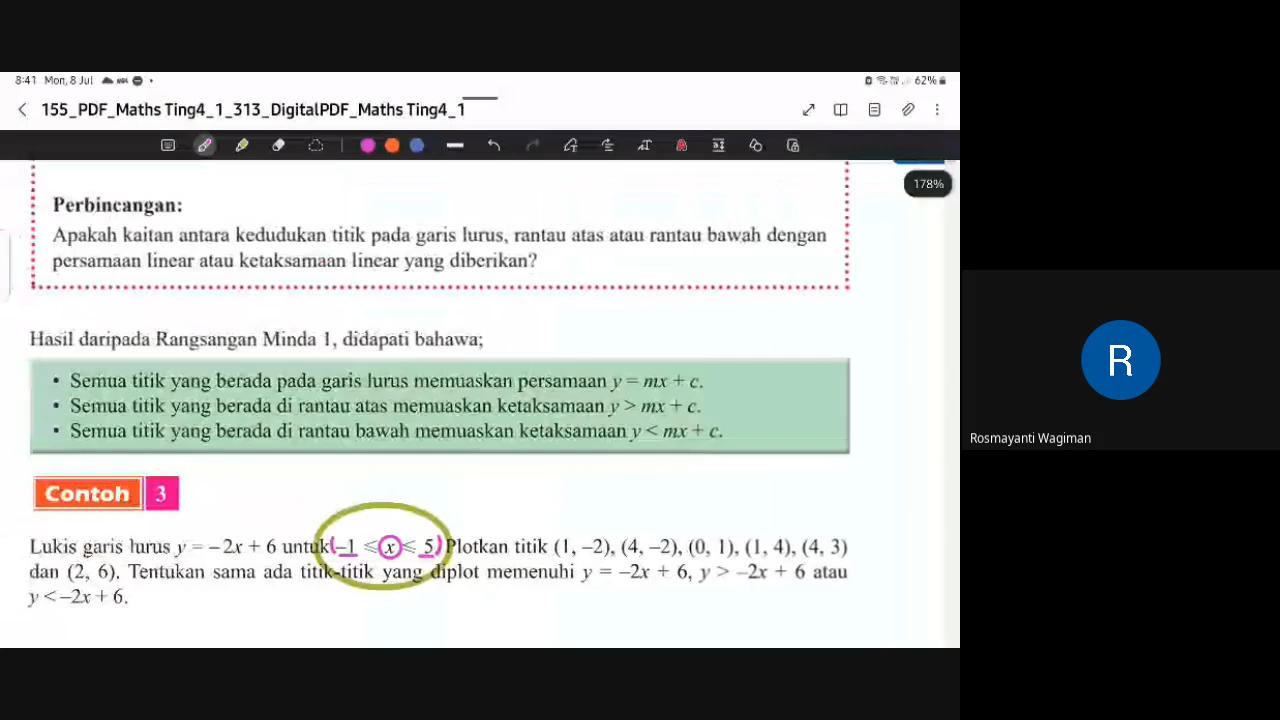 8:41 Mon, 8 Jul
62%
155_PDF_Maths Ting4_1_313_DigitalPDF_Maths Ting4_1
178%
Perbincangan:
Apakah kaitan antara kedudukan titik pada garis lurus, rantau atas atau rantau bawah dengan
persamaan linear atau ketaksamaan linear yang diberikan?
Hasil daripada Rangsangan Minda 1, didapati bahawa;
• Semua titik yang berada pada garis lurus memuaskan persamaan y = mx + c.
• Semua titik yang berada di rantau atas memuaskan ketaksamaan y > mx + c.
• Semua titik yang berada di rantau bawah memuaskan ketaksamaan y < mx + c.
Contoh 3
Lukis garis lurus y = –2x + 6 untuk (–1 ⩽ x ⩽ 5) Plotkan titik (1, –2), (4, –2), (0, 1), (1, 4), (4, 3)
dan (2, 6). Tentukan sama ada titik-titik yang diplot memenuhi y = –2x + 6, y > –2x + 6 atau
y < –2x + 6.
R
Rosmayanti Wagiman